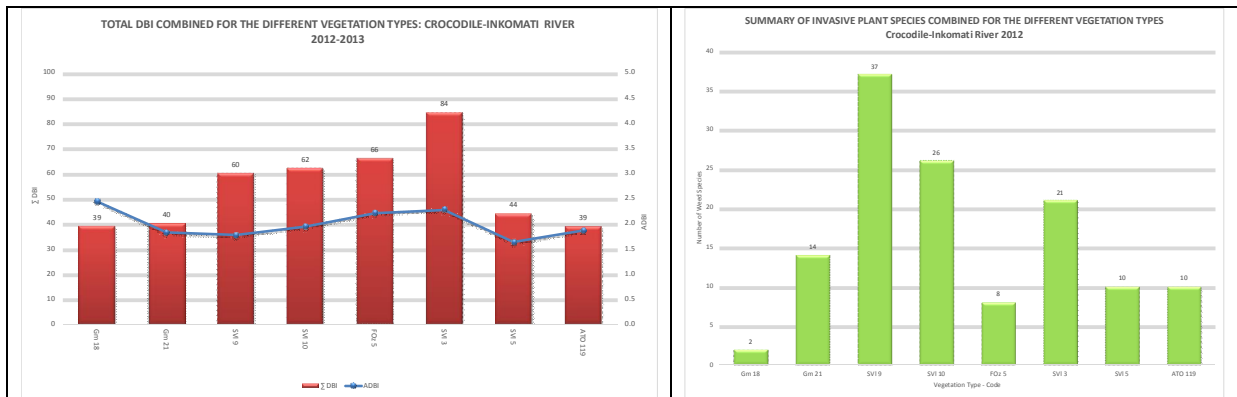 TOTAL DBI COMBINED FOR THE DIFFERENT VEGETATION TYPES: CROCODILE-INKOMATI RIVER
2012-2013
100
90
80
70
60
50
40
30
20
10
0
∑ DBI
39
40
60
62
66
84
44
39
5.0
4.5
4.0
3.5
3.0
2.5
2.0
1.5
1.0
0.5
0.0
ADBI
Gm 18
Gm 21
SVl 9
SVl 10
FOz 5
SVl 3
SVl 5
ATO 119
∑ DBI
ADBI
SUMMARY OF INVASIVE PLANT SPECIES COMBINED FOR THE DIFFERENT VEGETATION TYPES
Crocodile-Inkomati River 2012
40
35
30
25
20
15
10
5
0
Number of Weed Species
2
14
37
26
8
21
10
10
Gm 18
Gm 21
SVl 9
SVl 10
FOz 5
SVl 3
SVl 5
ATO 119
Vegetation Type - Code